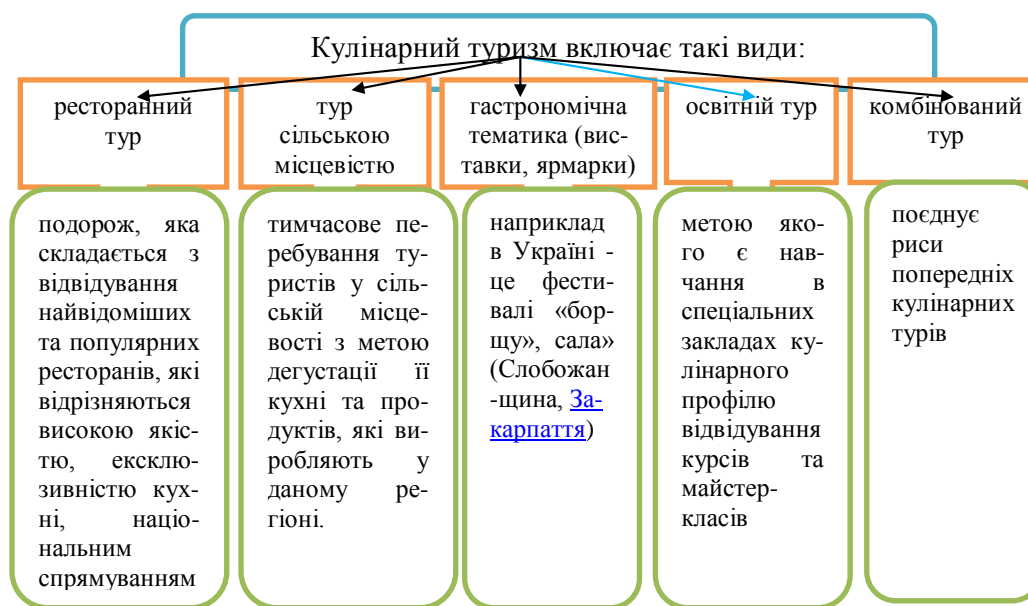 Кулінарний туризм включає такі види:
ресторанний
тур
тур
сільською
місцевістю
гастрономічна
тематика (вис-
тавки, ярмарки)
освітній тур
комбінований
тур
подорож, яка
складається з
відвідування
найвідоміших
та популярних
ресторанів, які
відрізняються
високою якіс-
тю, ексклю-
зивністю кух-
ні, націо-
нальним
спрямуванням
тимчасове пе-
ребування ту-
ристів у сіль-
ській місце-
вості з метою
дегустації її
кухні та про-
дуктів, які ви-
робляють у
даному ре-
гіоні.
наприклад
в Україні -
це фести-
валі «бор-
щу», сала»
(Слобожан
-щина, За-
карпаття)
метою яко-
го є нав-
чання в
спеціальних
закладах ку-
лінарного
профілю
відвідування
курсів та
майстер-
класів
поєднує
риси
попередніх
кулінарних
турів